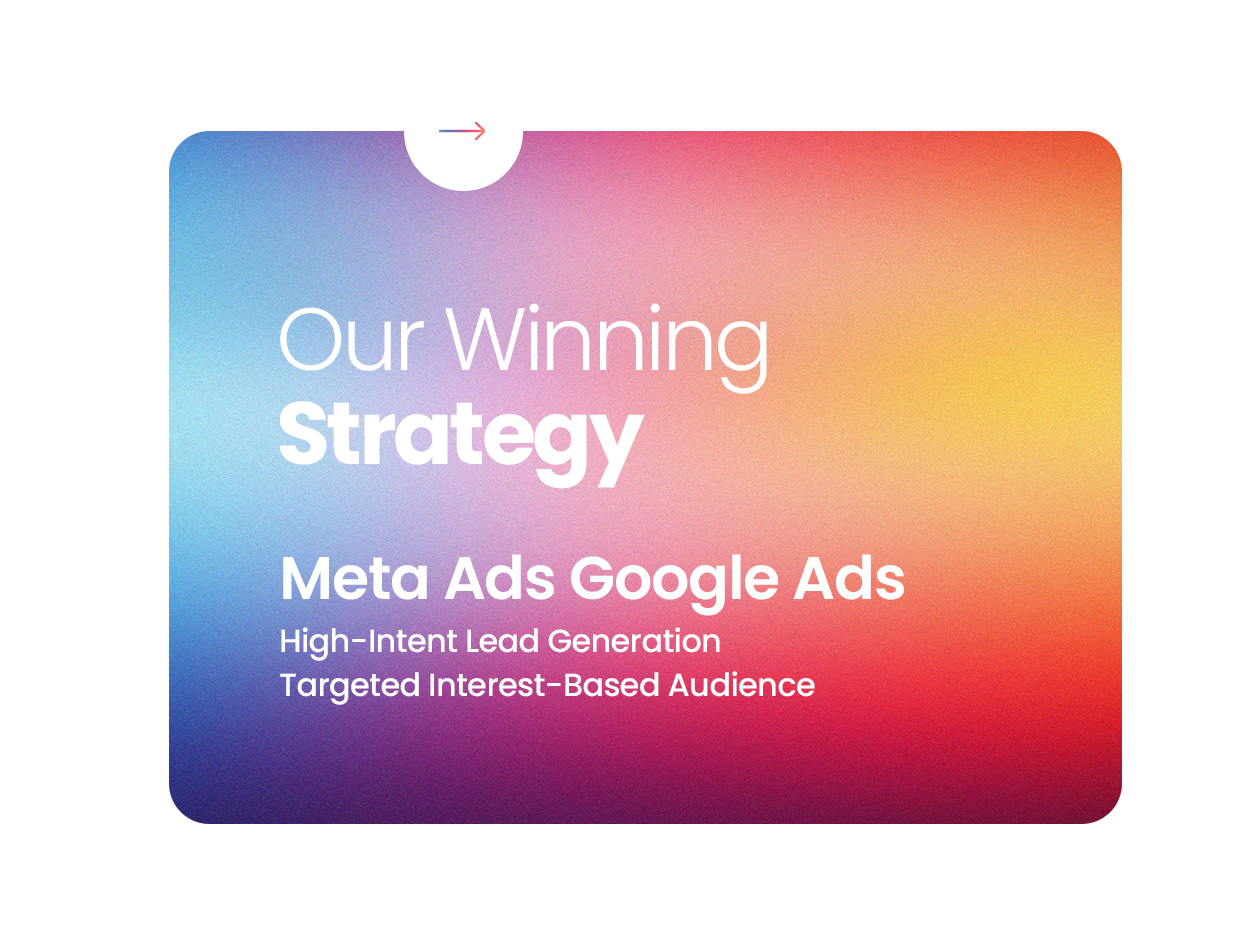 Our Winning
Strategy
Meta Ads Google Ads
High-Intent Lead Generation
Targeted Interest-Based Audience